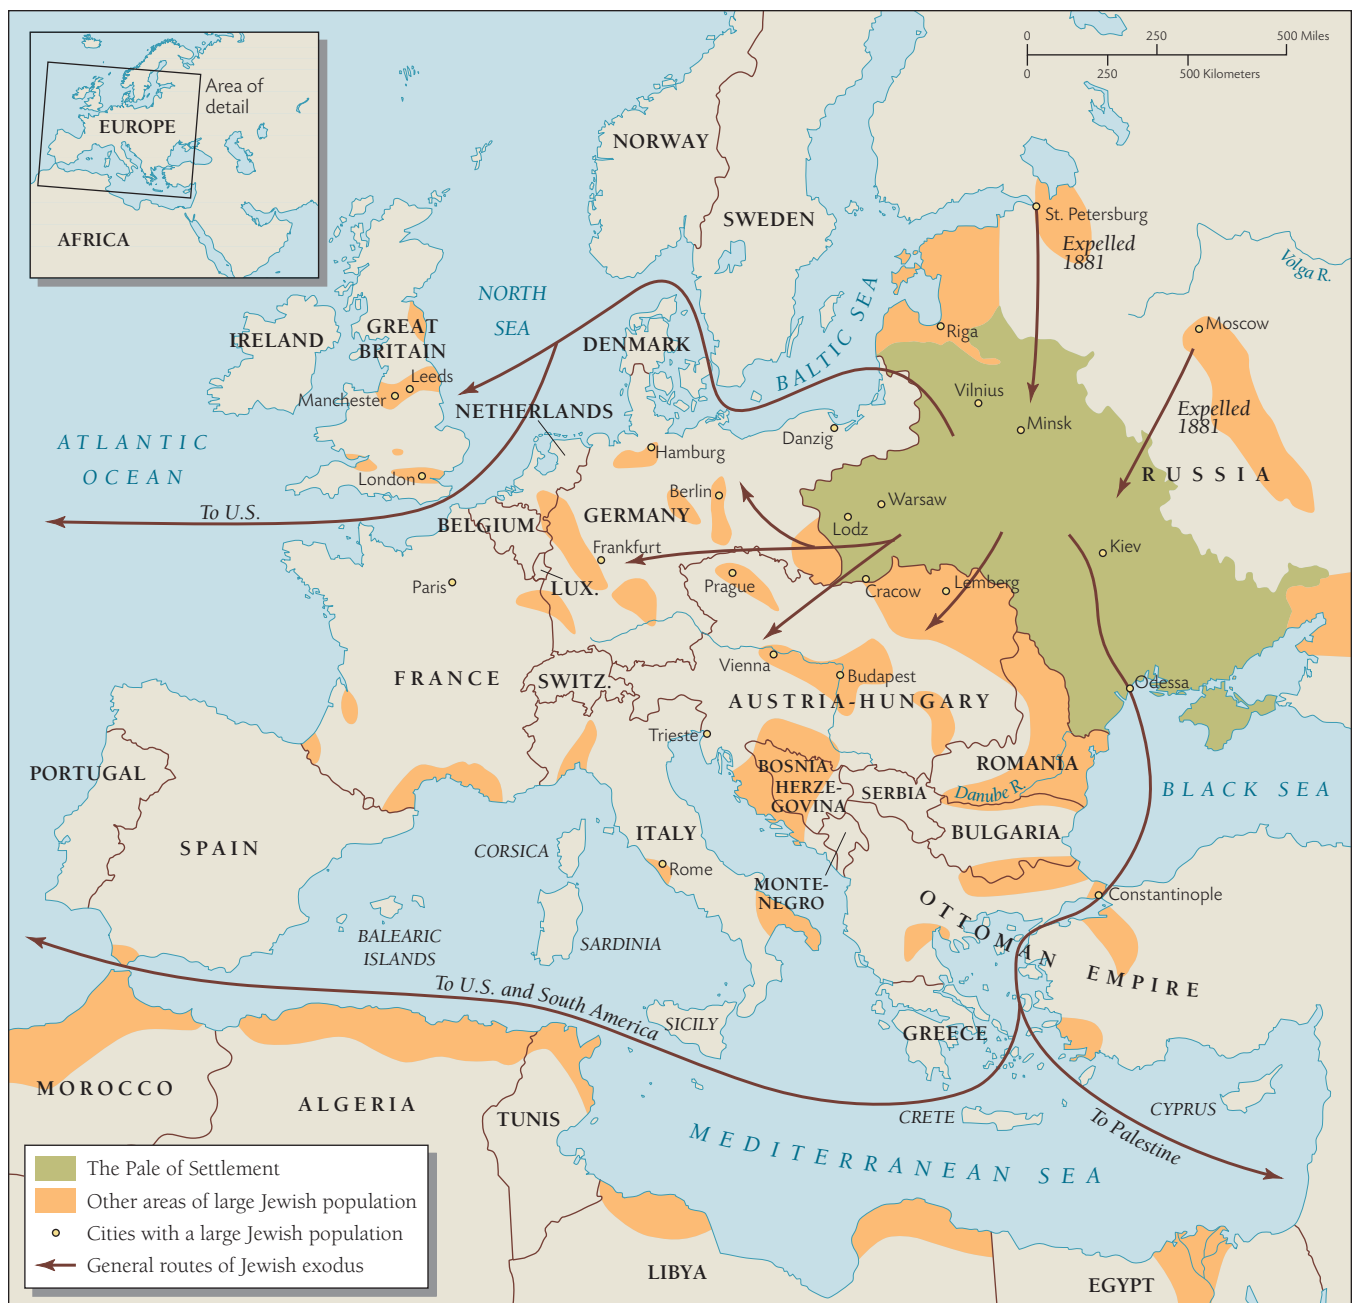 Area of
detail
EUROPE
AFRICA
0 250 500 Miles
0 250 500 Kilometers
NORWAY
SWEDEN
St. Petersburg
Expelled
1881
Volga R.
NORTH
SEA
BALTIC SEA
IRELAND
GREAT
BRITAIN
DENMARK
Riga
Moscow
Leeds
Manchester
NETHERLANDS
Vilnius
Minsk
Expelled
1881
ATLANTIC
OCEAN
Danzig
Hamburg
RUSSIA
London
Berlin
Warsaw
To U.S.
BELGIUM
GERMANY
Lodz
Frankfurt
Kiev
Paris
LUX.
Prague
Cracow
Lemberg
FRANCE
SWITZ.
Vienna
Budapest
Odessa
AUSTRIA-HUNGARY
Trieste
PORTUGAL
BOSNIA
HERZE-
GOVINA
ROMANIA
SERBIA
Danube R.
BLACK SEA
SPAIN
CORSICA
ITALY
BULGARIA
Rome
MONTE-
NEGRO
Constantinople
BALEARIC
ISLANDS
SARDINIA
OTTOMAN EMPIRE
To U.S. and South America
SICILY
GREECE
MOROCCO
ALGERIA
TUNIS
CRETE
CYPRUS
To Palestine
MEDITERRANEAN SEA
The Pale of Settlement
Other areas of large Jewish population
Cities with a large Jewish population
General routes of Jewish exodus
LIBYA
EGYPT